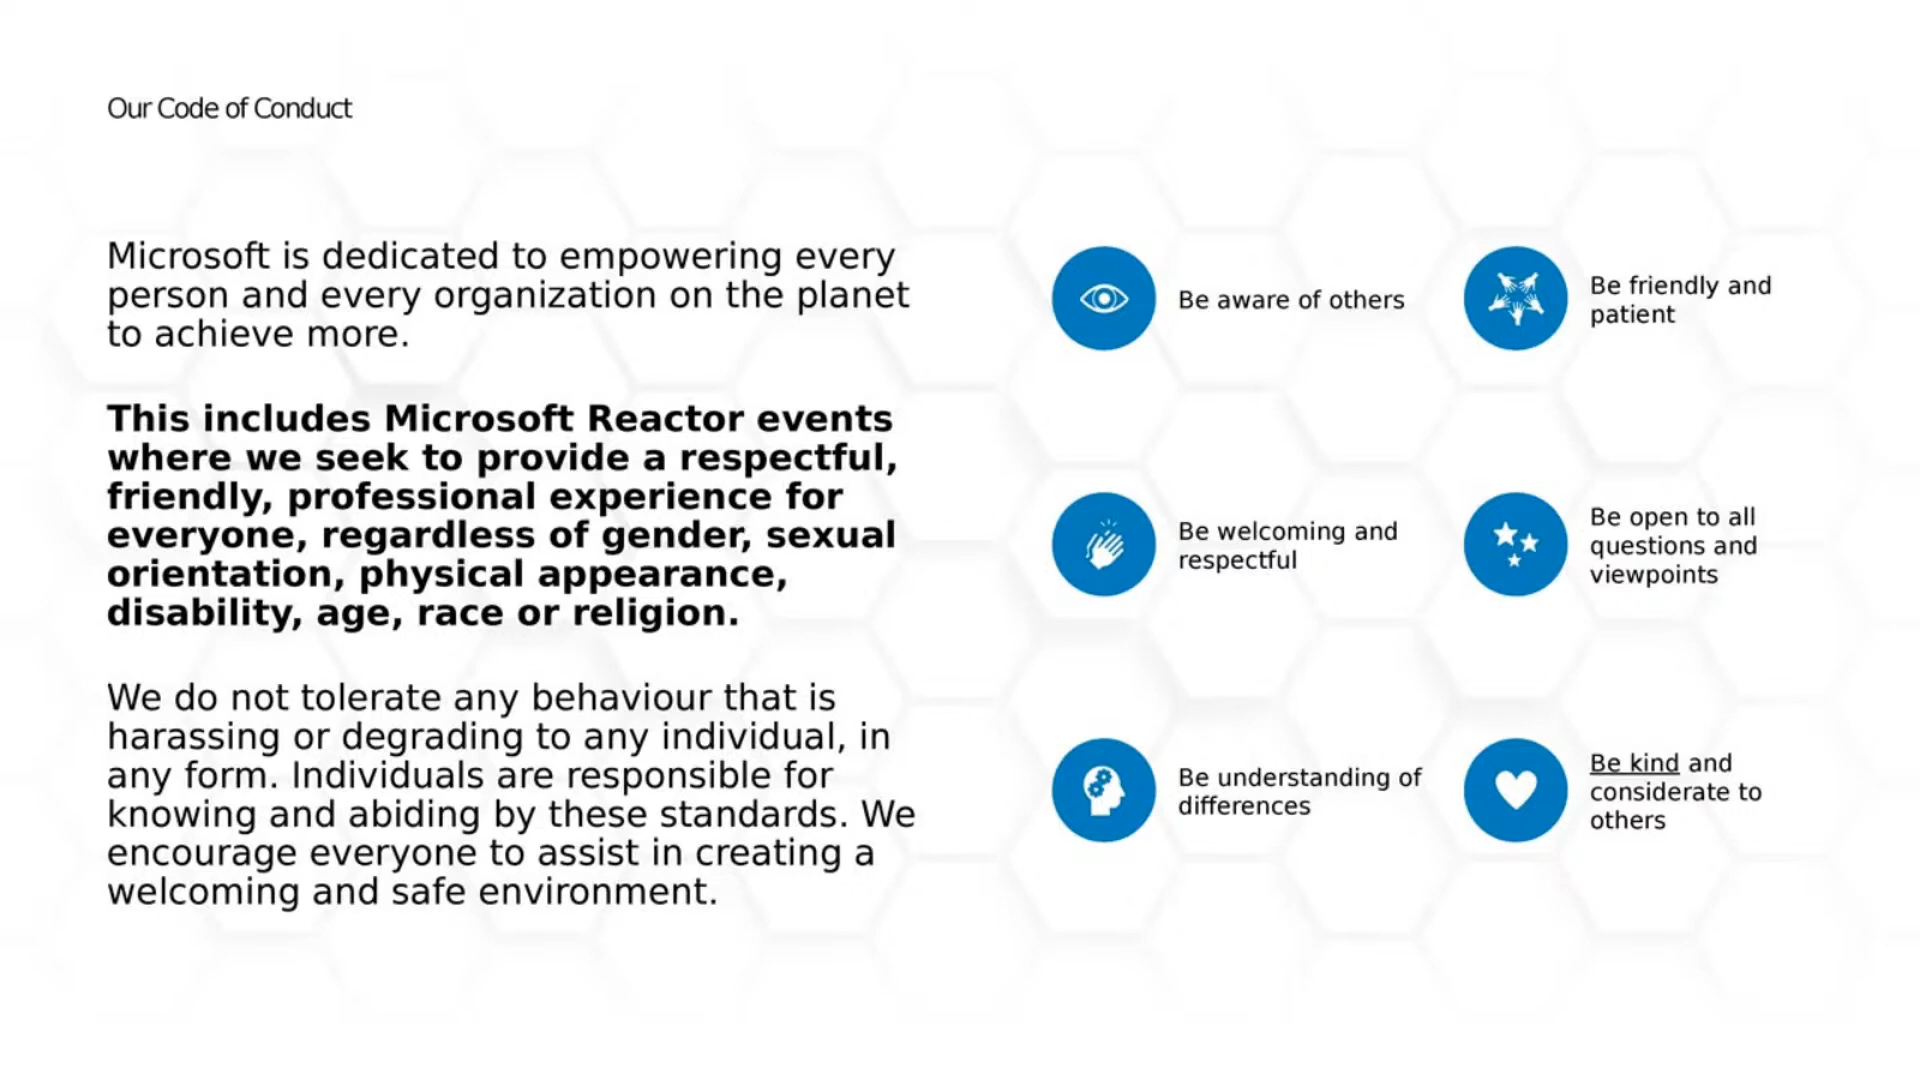 Our Code of Conduct
Microsoft is dedicated to empowering every
person and every organization on the planet
to achieve more.
This includes Microsoft Reactor events
where we seek to provide a respectful,
friendly, professional experience for
everyone, regardless of gender, sexual
orientation, physical appearance,
disability, age, race or religion.
We do not tolerate any behaviour that is
harassing or degrading to any individual, in
any form. Individuals are responsible for
knowing and abiding by these standards. We
encourage everyone to assist in creating a
welcoming and safe environment.
Be aware of others
Be friendly and
patient
Be welcoming and
respectful
Be open to all
questions and
viewpoints
Be understanding of
differences
Be kind and
considerate to
others